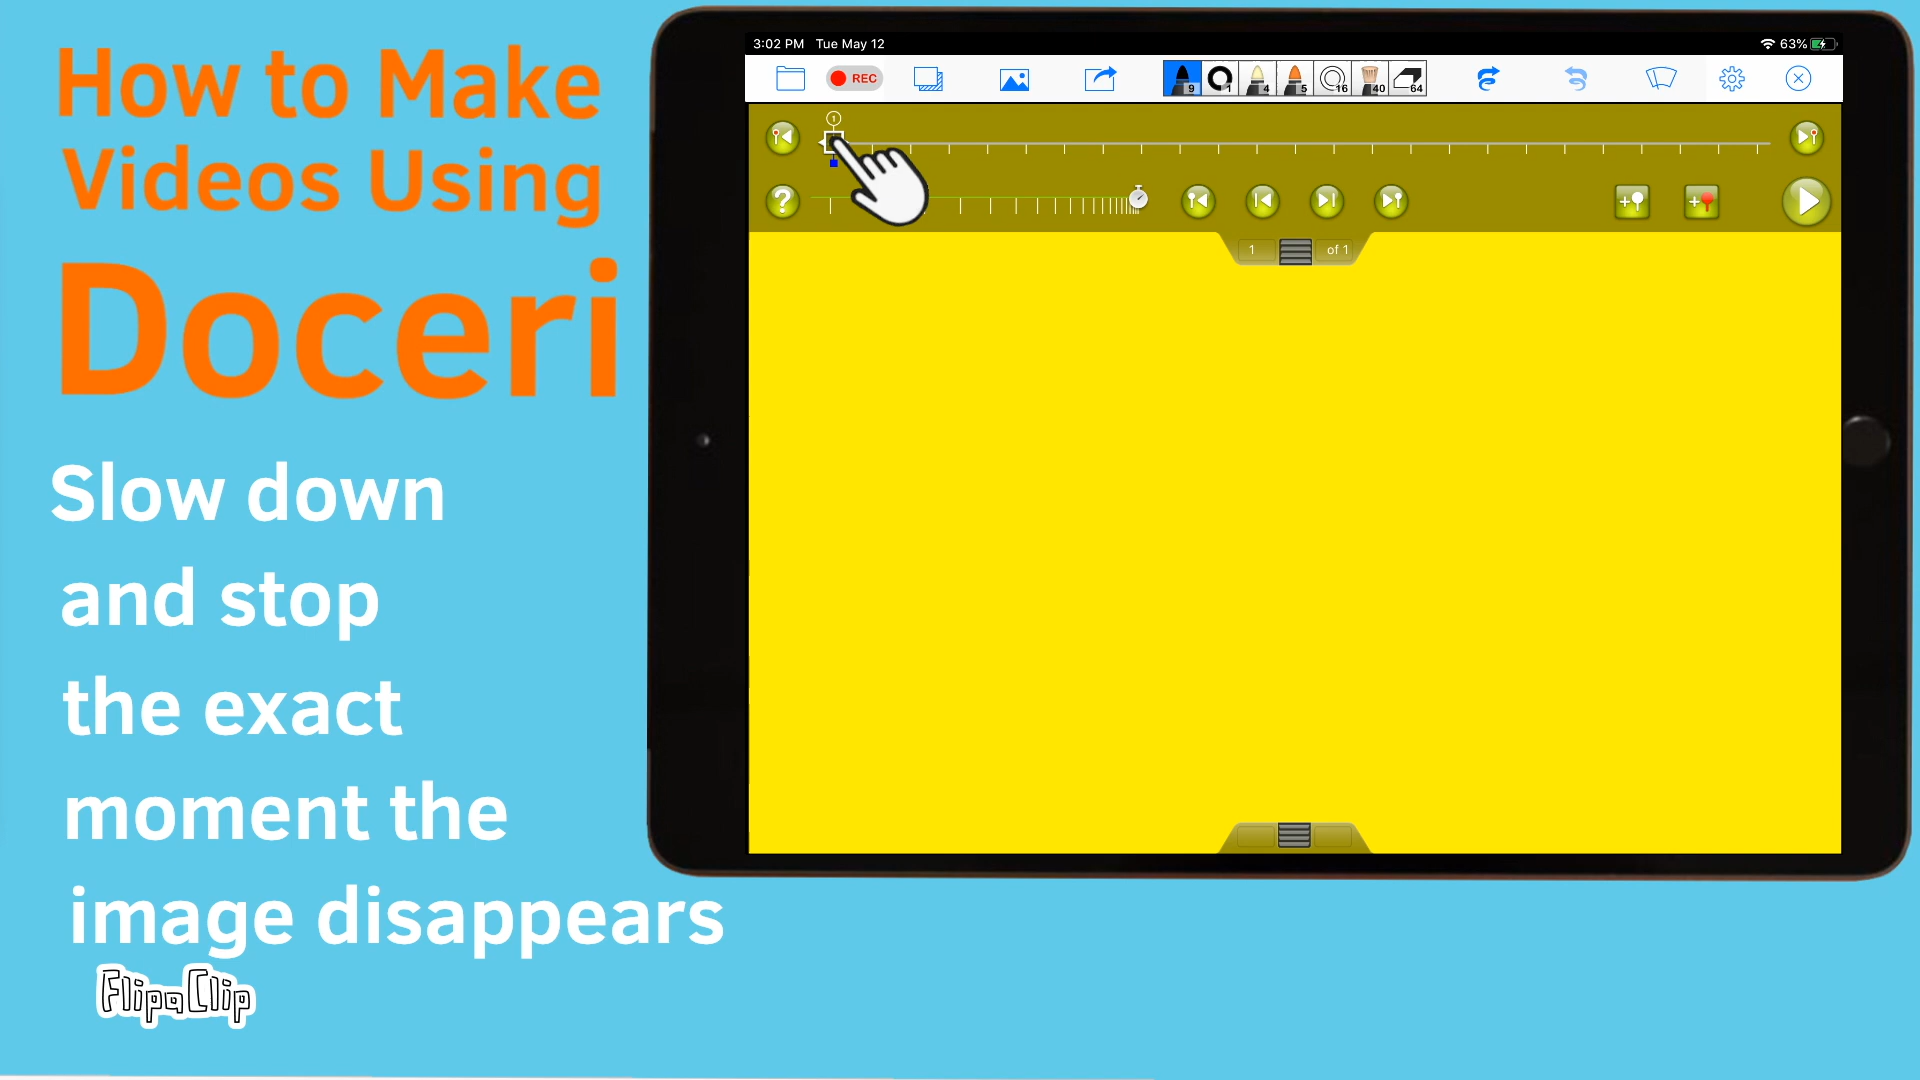 How to Make
Videos Using
Doceri
Slow down
and stop
the exact
moment the
image disappears
FlipaClip
3:02 PM Tue May 12
63%
REC
9 1 4 5 16 40 64
1
?
1 of 1